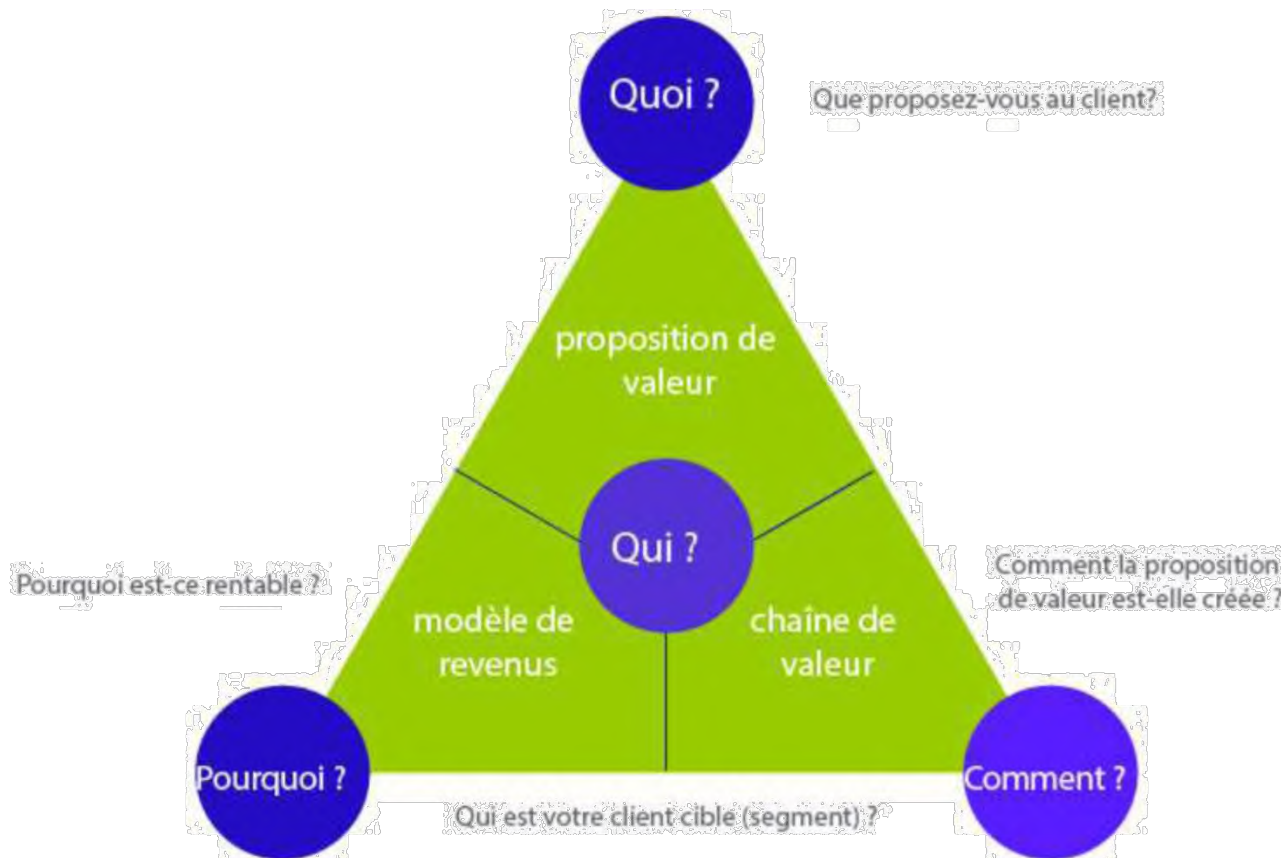 Quoi ?
Que proposez-vous au client?
proposition de
valeur
Qui ?
Pourquoi est-ce rentable ?
Comment la proposition
de valeur est-elle créée ?
modèle de
revenus
chaîne de
valeur
Pourquoi ?
Comment ?
Qui est votre client cible (segment) ?